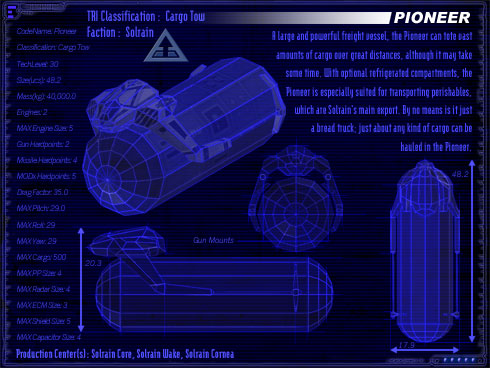 TRI Classification : Cargo Tow
Faction : Solrain
PIONEER
CodeName: Pioneer
Classification: Cargo Tow
TechLevel: 30
Size(ucs): 48.2
Mass(kg): 40,000.0
Engines: 2
MAX Engine Size: 5
Gun Hardpoints: 2
Missile Hardpoints: 4
MODx Hardpoints: 5
Drag Factor: 35.0
MAX Pitch: 29.0
MAX Roll: 29
MAX Yaw: 29
MAX Cargo: 500
MAX PP Size: 4
MAX Radar Size: 4
MAX ECM Size: 3
MAX Shield Size: 5
MAX Capacitor Size: 4
A large and powerful freight vessel, the Pioneer can tote vast
amounts of cargo over great distances, although it may take
some time. With optional refrigerated compartments, the
Pioneer is especially suited for transporting perishables,
which are Solrain's main export. By no means is it just
a bread truck; just about any kind of cargo can be
hauled in the Pioneer.
48.2
Gun Mounts
20.3
17.9
Production Center(s): Solrain Core, Solrain Wake, Solrain Cornea